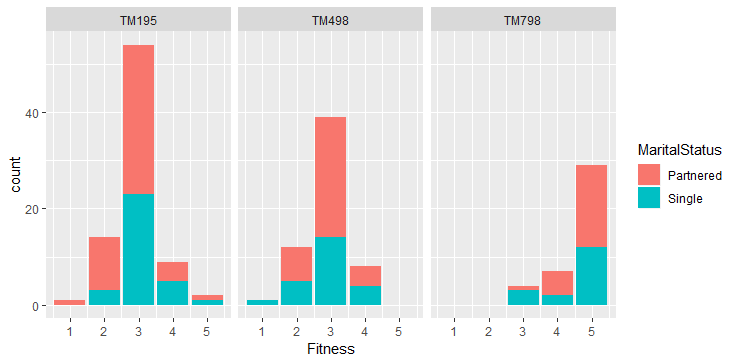 TM195 TM498 TM798
40
20
0
count
1 2 3 4 5 1 2 3 4 5 1 2 3 4 5
Fitness
MaritalStatus
Partnered
Single